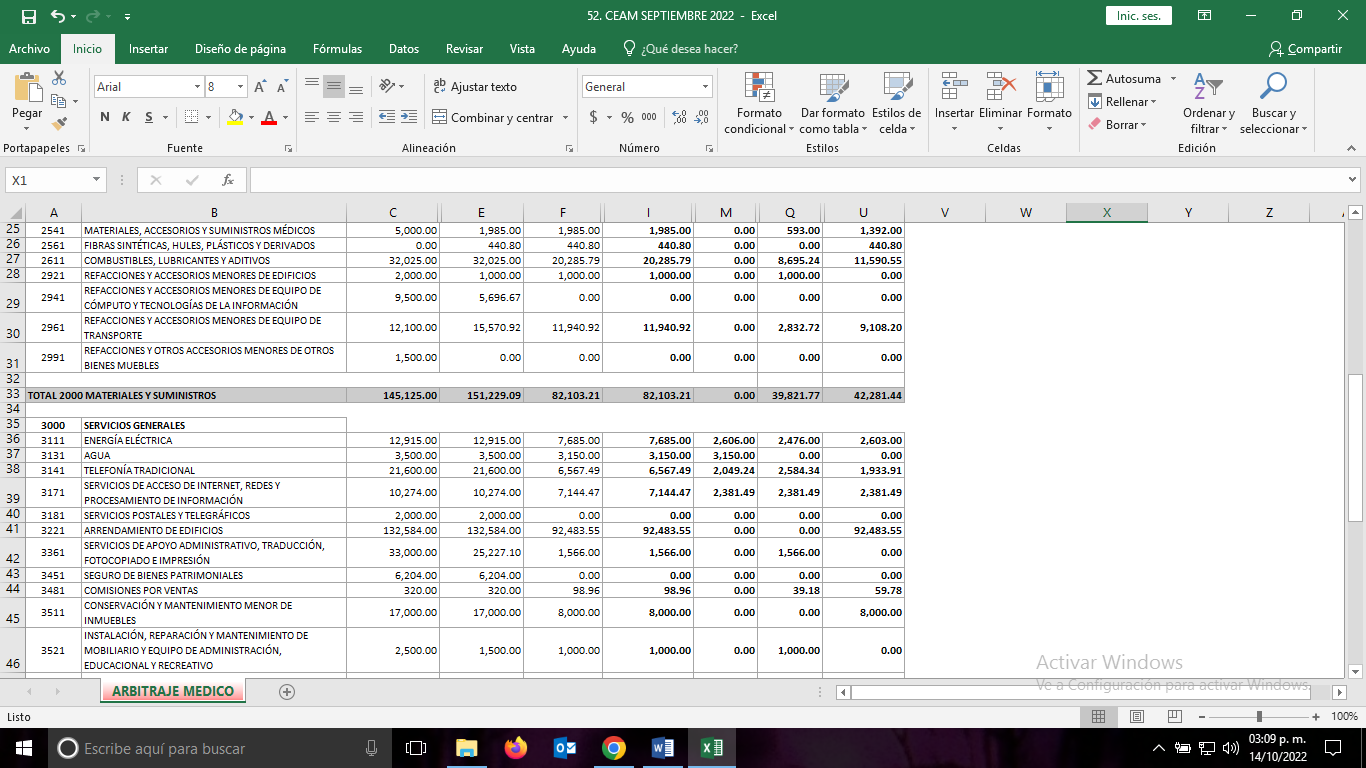 52. CEAM SEPTIEMBRE 2022 - Excel
Inic. ses.
Archivo Inicio Insertar Diseño de página Fórmulas Datos Revisar Vista Ayuda ¿Qué desea hacer? Compartir
Pegar
Arial 8
N K S
Ajustar texto
Combinar y centrar
General
$ % 000
Formato condicional
Dar formato como tabla
Estilos de celda
Insertar Eliminar Formato
Autosuma
Rellenar
Borrar
Ordenar y filtrar
Buscar y seleccionar
Portapapeles Fuente Alineación Número Estilos Celdas Edición
X1
fx
A B C E F I M Q U V W X Y Z
25 2541 MATERIALES, ACCESORIOS Y SUMINISTROS MÉDICOS 5,000.00 1,985.00 1,985.00 1,985.00 0.00 593.00 1,392.00
26 2561 FIBRAS SINTÉTICAS, HULES, PLÁSTICOS Y DERIVADOS 0.00 440.80 440.80 440.80 0.00 0.00 440.80
27 2611 COMBUSTIBLES, LUBRICANTES Y ADITIVOS 32,025.00 32,025.00 20,285.79 20,285.79 0.00 8,695.24 11,590.55
28 2921 REFACCIONES Y ACCESORIOS MENORES DE EDIFICIOS 2,000.00 1,000.00 1,000.00 1,000.00 0.00 1,000.00 0.00
REFACCIONES Y ACCESORIOS MENORES DE EQUIPO DE
29 2941 CÓMPUTO Y TECNOLOGÍAS DE LA INFORMACIÓN 9,500.00 5,696.67 0.00 0.00 0.00 0.00 0.00
REFACCIONES Y ACCESORIOS MENORES DE EQUIPO DE
30 2961 TRANSPORTE 12,100.00 15,570.92 11,940.92 11,940.92 0.00 2,832.72 9,108.20
REFACCIONES Y OTROS ACCESORIOS MENORES DE OTROS
31 2991 BIENES MUEBLES 1,500.00 0.00 0.00 0.00 0.00 0.00 0.00
32
33 TOTAL 2000 MATERIALES Y SUMINISTROS 145,125.00 151,229.09 82,103.21 82,103.21 0.00 39,821.77 42,281.44
34
35 3000 SERVICIOS GENERALES
36 3111 ENERGÍA ELÉCTRICA 12,915.00 12,915.00 7,685.00 7,685.00 2,606.00 2,476.00 2,603.00
37 3131 AGUA 3,500.00 3,500.00 3,150.00 3,150.00 3,150.00 0.00 0.00
38 3141 TELEFONÍA TRADICIONAL 21,600.00 21,600.00 6,567.49 6,567.49 2,049.24 2,584.34 1,933.91
SERVICIOS DE ACCESO DE INTERNET, REDES Y
39 3171 PROCESAMIENTO DE INFORMACIÓN 10,274.00 10,274.00 7,144.47 7,144.47 2,381.49 2,381.49 2,381.49
40 3181 SERVICIOS POSTALES Y TELEGRÁFICOS 2,000.00 2,000.00 0.00 0.00 0.00 0.00 0.00
41 3221 ARRENDAMIENTO DE EDIFICIOS 132,584.00 132,584.00 92,483.55 92,483.55 0.00 0.00 92,483.55
SERVICIOS DE APOYO ADMINISTRATIVO, TRADUCCIÓN,
42 3361 FOTOCOPIADO E IMPRESIÓN 33,000.00 25,227.10 1,566.00 1,566.00 0.00 1,566.00 0.00
43 3451 SEGURO DE BIENES PATRIMONIALES 6,204.00 6,204.00 0.00 0.00 0.00 0.00 0.00
44 3481 COMISIONES POR VENTAS 320.00 320.00 98.96 98.96 0.00 39.18 59.78
CONSERVACIÓN Y MANTENIMIENTO MENOR DE
45 3511 INMUEBLES 17,000.00 17,000.00 8,000.00 8,000.00 0.00 0.00 8,000.00
INSTALACIÓN, REPARACIÓN Y MANTENIMIENTO DE
3521 MOBILIARIO Y EQUIPO DE ADMINISTRACIÓN, 2,500.00 1,500.00 1,000.00 1,000.00 0.00 1,000.00 0.00
46 EDUCACIONAL Y RECREATIVO
Activar Windows
Ve a Configuración para activar Windows.
ARBITRAJE MEDICO
Listo
100%
Escribe aquí para buscar
03:09 p. m.
14/10/2022